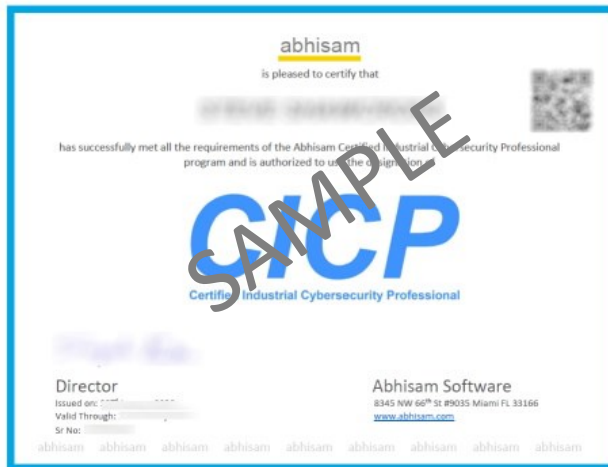 abhisam
is pleased to certify that
has successfully met all the requirements of the Abhisam Certified Industrial Cybersecurity Professional
program and is authorized to use the designation of
CICP
Certified Industrial Cybersecurity Professional
SAMPLE
Director
Abhisam Software
Issued on:
8345 NW 66th St #9035 Miami FL 33166
Valid Through:
www.abhisam.com
Sr No:
abhisam abhisam abhisam abhisam abhisam abhisam abhisam abhisam abhisam